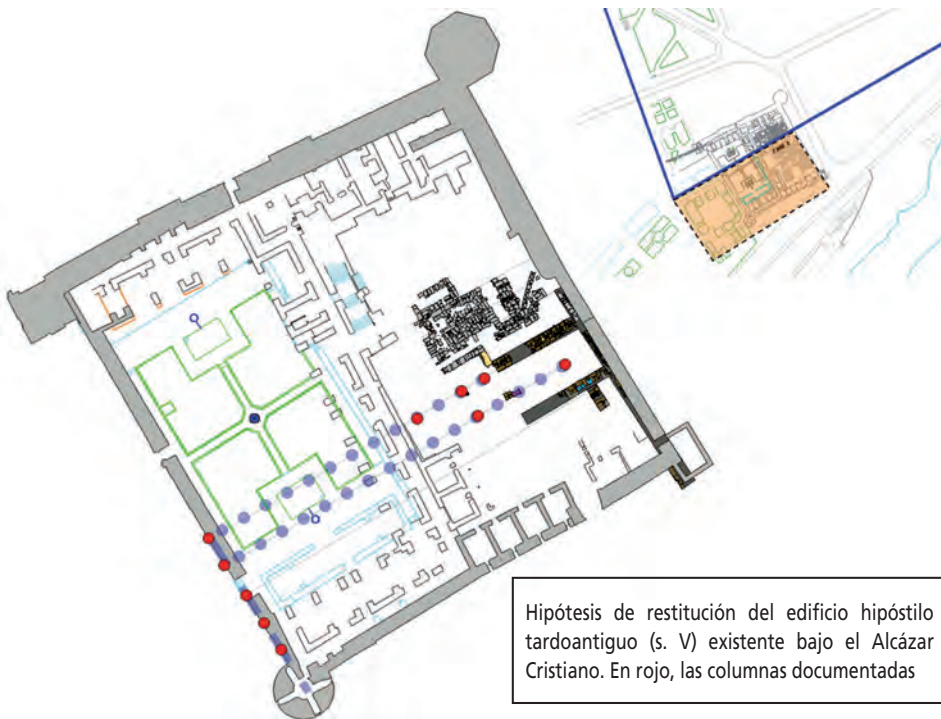 Hipótesis de restitución del edificio hipóstilo
tardoantiguo (s. V) existente bajo el Alcázar
Cristiano. En rojo, las columnas documentadas